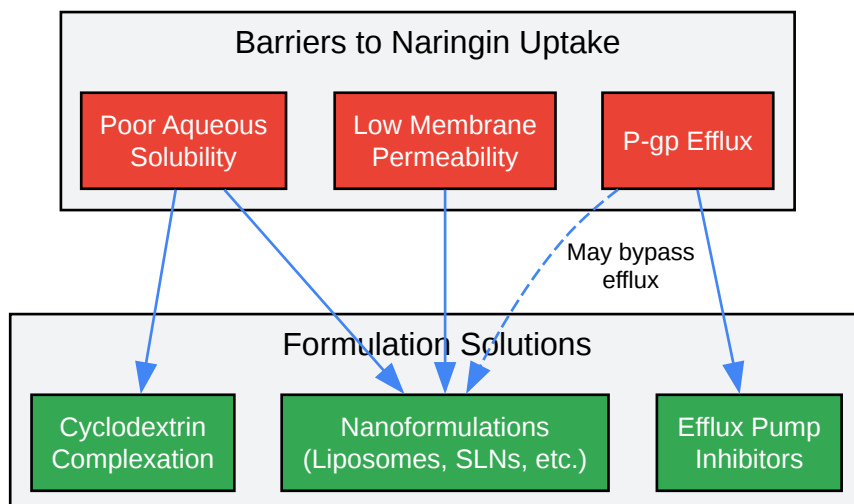 Barriers to Naringin Uptake
Poor Aqueous
Solubility
Low Membrane
Permeability
P-gp Efflux
May bypass
efflux
Formulation Solutions
Cyclodextrin
Complexation
Nanoformulations
(Liposomes, SLNs, etc.)
Efflux Pump
Inhibitors